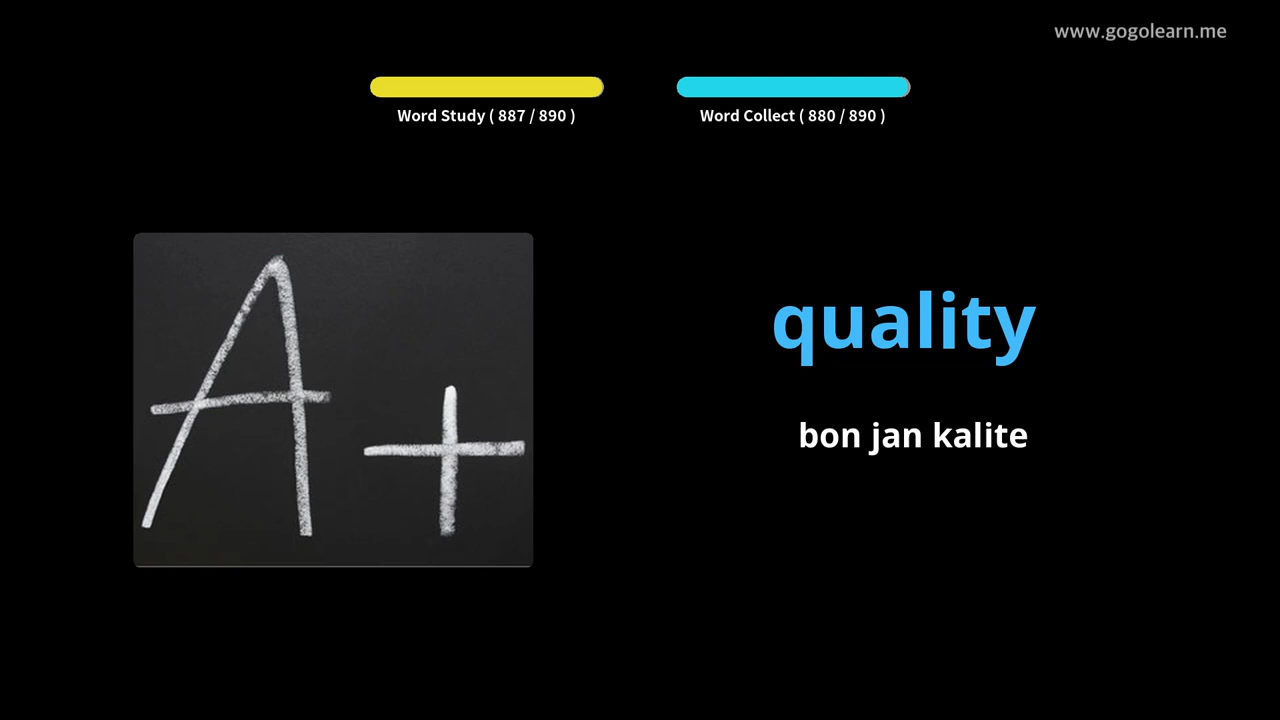 www.gogolearn.me
Word Study ( 887 / 890 )
Word Collect ( 880 / 890 )
A+
quality
bon jan kalite